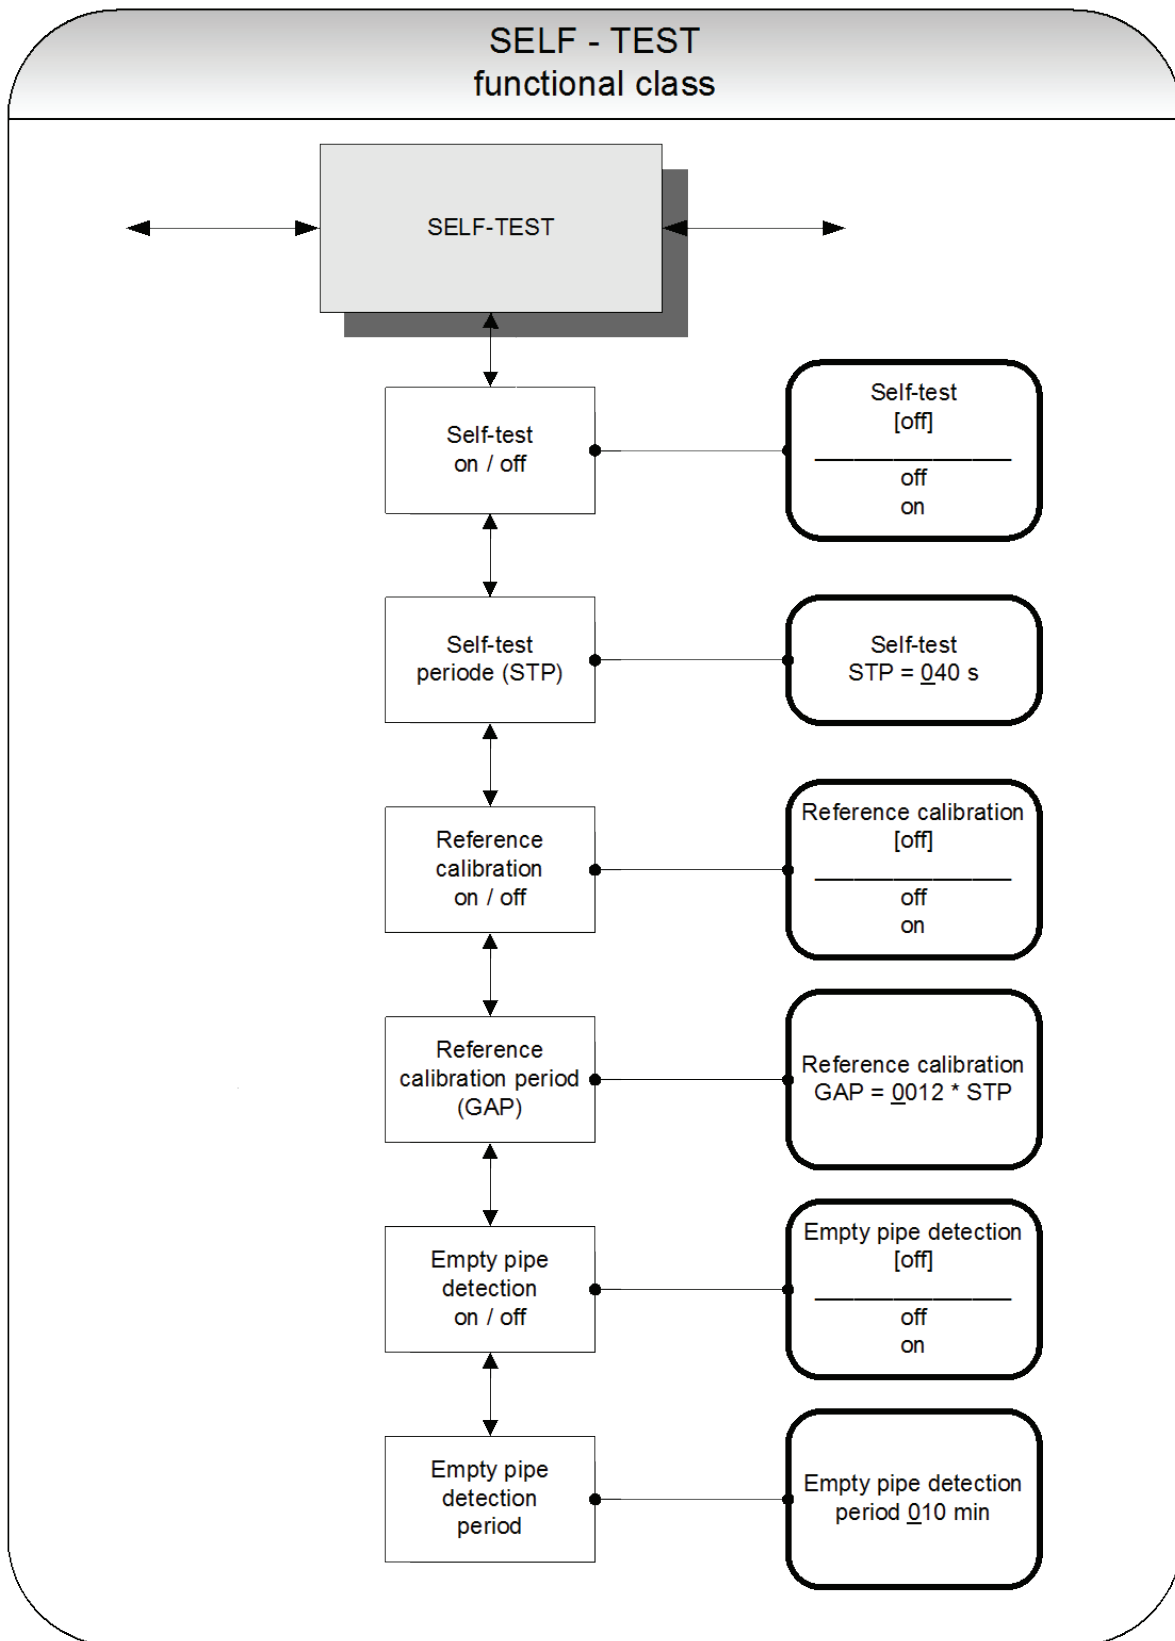 SELF - TEST
functional class
SELF-TEST
Self-test
on / off
Self-test
[off]
off
on
Self-test
periode (STP)
Self-test
STP = 040 s
Reference
calibration
on / off
Reference calibration
[off]
off
on
Reference
calibration period
(GAP)
Reference calibration
GAP = 0012 * STP
Empty pipe
detection
on / off
Empty pipe detection
[off]
off
on
Empty pipe
detection
period
Empty pipe detection
period 010 min